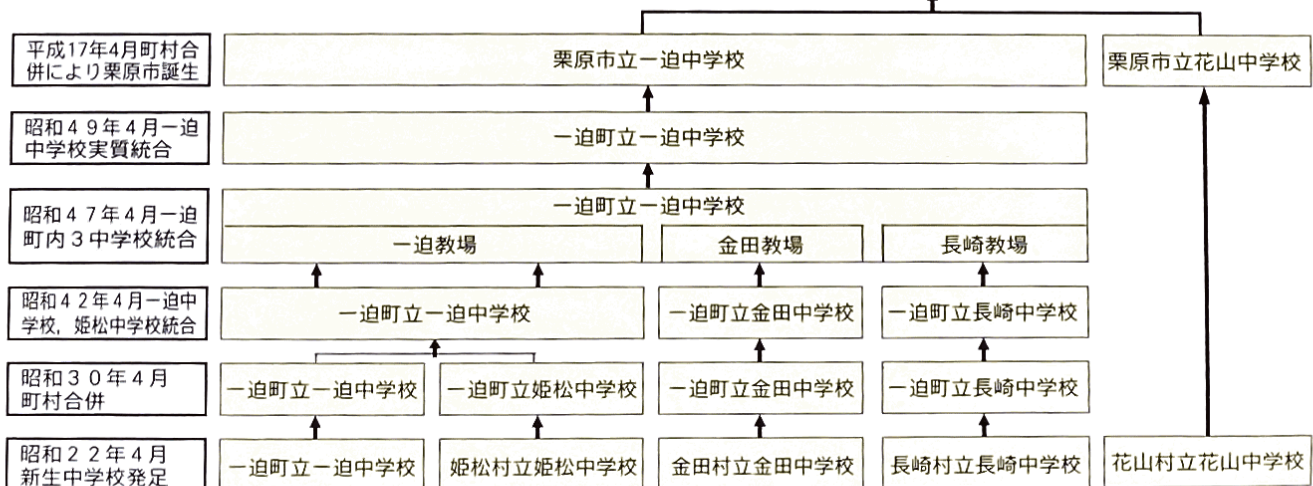 平成17年4月町村合
併により栗原市誕生
栗原市立一迫中学校
栗原市立花山中学校
昭和49年4月一迫
中学校実質統合
一迫町立一迫中学校
昭和47年4月一迫
町内3中学校統合
一迫町立一迫中学校
一迫教場
金田教場
長崎教場
昭和42年4月一迫中
学校,姫松中学校統合
一迫町立一迫中学校
一迫町立金田中学校
一迫町立長崎中学校
昭和30年4月
町村合併
一迫町立一迫中学校
一迫町立姫松中学校
一迫町立金田中学校
一迫町立長崎中学校
昭和22年4月
新生中学校発足
一迫町立一迫中学校
姫松村立姫松中学校
金田村立金田中学校
長崎村立長崎中学校
花山村立花山中学校